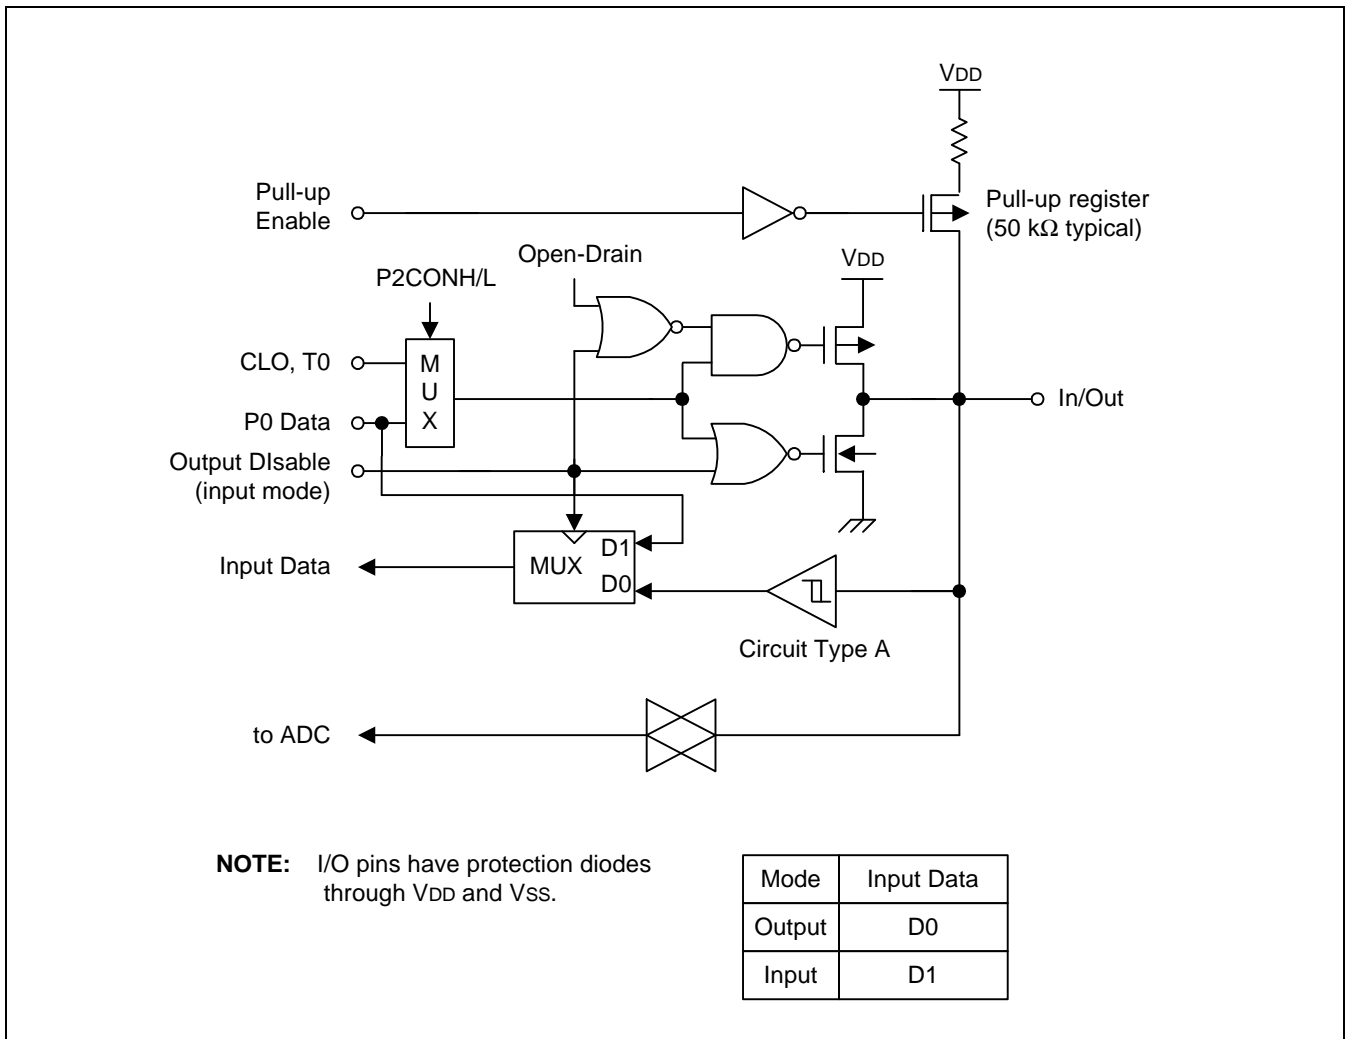 VDD
Pull-up
Enable
Pull-up register
(50 kΩ typical)
Open-Drain
VDD
P2CONH/L
CLO, T0
M
U
X
P0 Data
In/Out
Output DIsable
(input mode)
D1
MUX
D0
Input Data
Circuit Type A
to ADC
NOTE: I/O pins have protection diodes
through VDD and VSS.
Mode Input Data
Output D0
Input D1